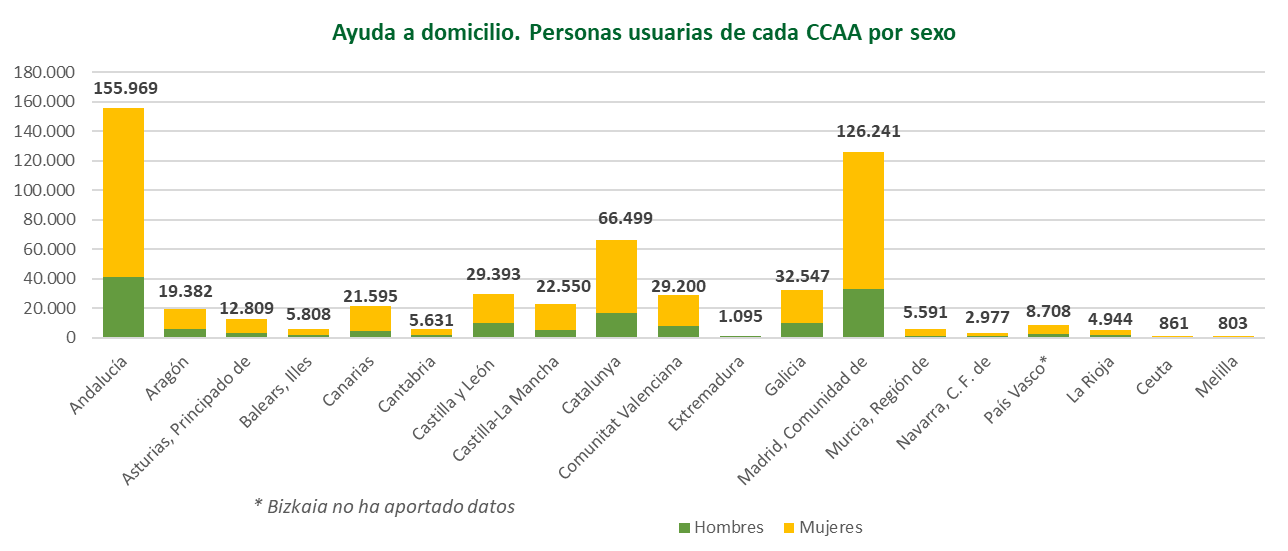 Ayuda a domicilio. Personas usuarias de cada CCAA por sexo
180.000
160.000
140.000
120.000
100.000
80.000
60.000
40.000
20.000
0
155.969
19.382
12.809
5.808
21.595
5.631
29.393
22.550
66.499
29.200
1.095
32.547
126.241
5.591
2.977
8.708
4.944
861
803
Andalucía
Aragón
Asturias, Principado de
Balears, Illes
Canarias
Cantabria
Castilla y León
Castilla-La Mancha
Catalunya
Comunitat Valenciana
Extremadura
Galicia
Madrid, Comunidad de
Murcia, Región de
Navarra, C. F. de
País Vasco*
La Rioja
Ceuta
Melilla
* Bizkaia no ha aportado datos
Hombres
Mujeres